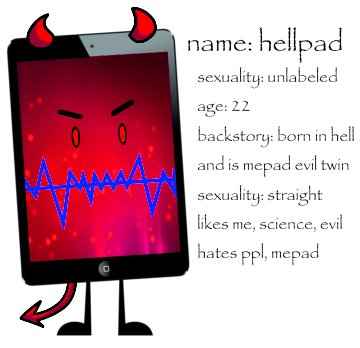 name: hellpad
sexuality: unlabeled
age: 22
backstory: born in hell
and is mepad evil twin
sexuality: straight
likes me, science, evil
hates ppl, mepad